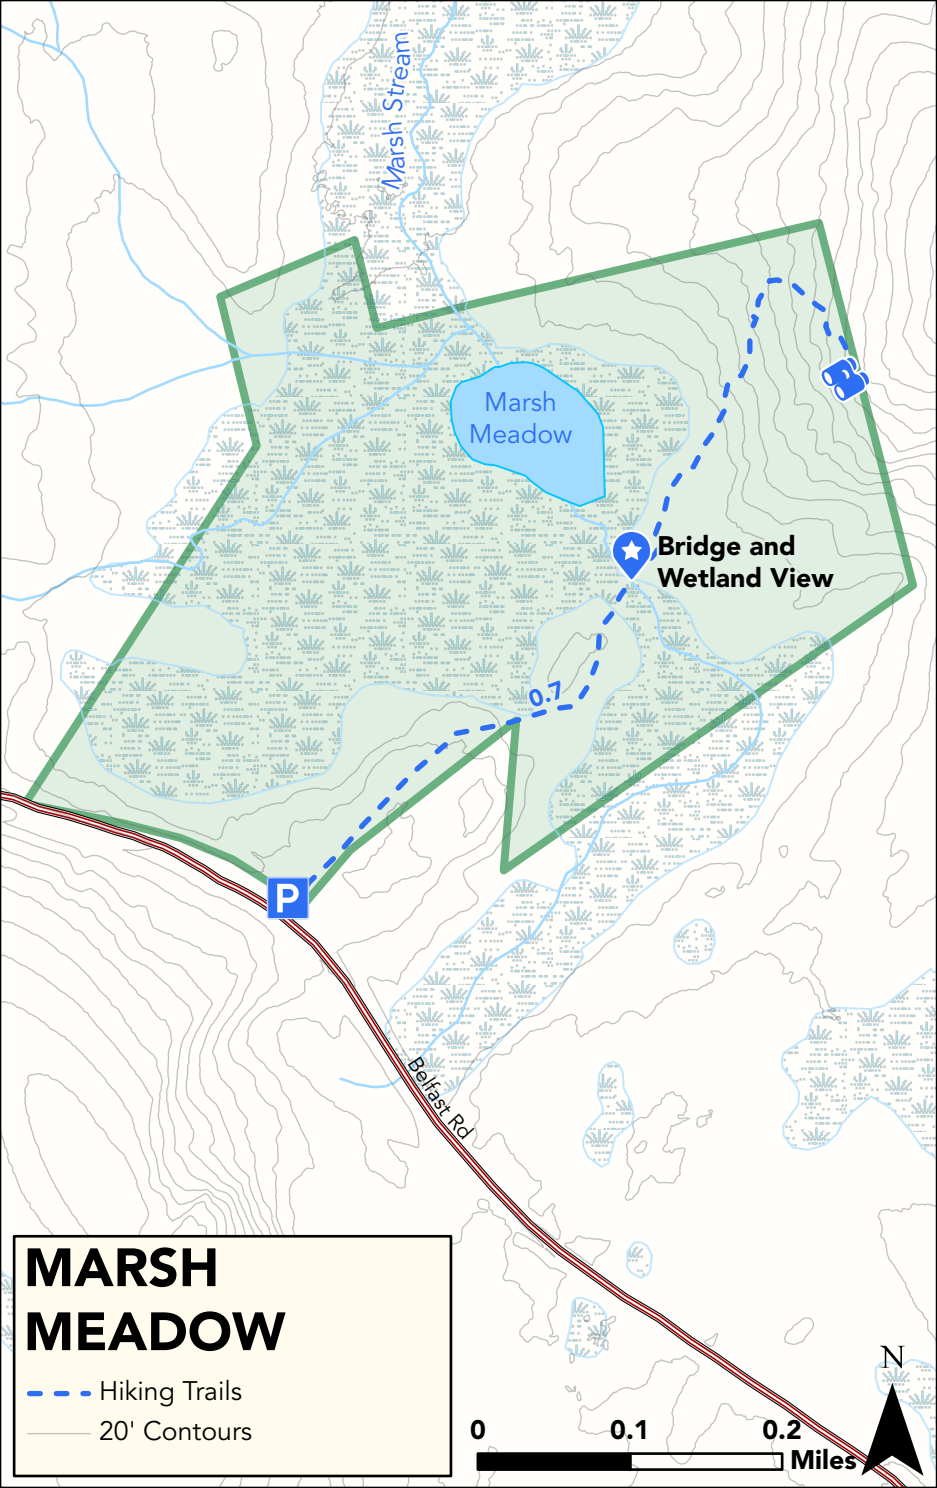 Marsh Stream
Marsh
Meadow
Bridge and
Wetland View
0.7
P
Belfast Rd
MARSH
MEADOW
Hiking Trails
20' Contours
N
0 0.1 0.2
Miles